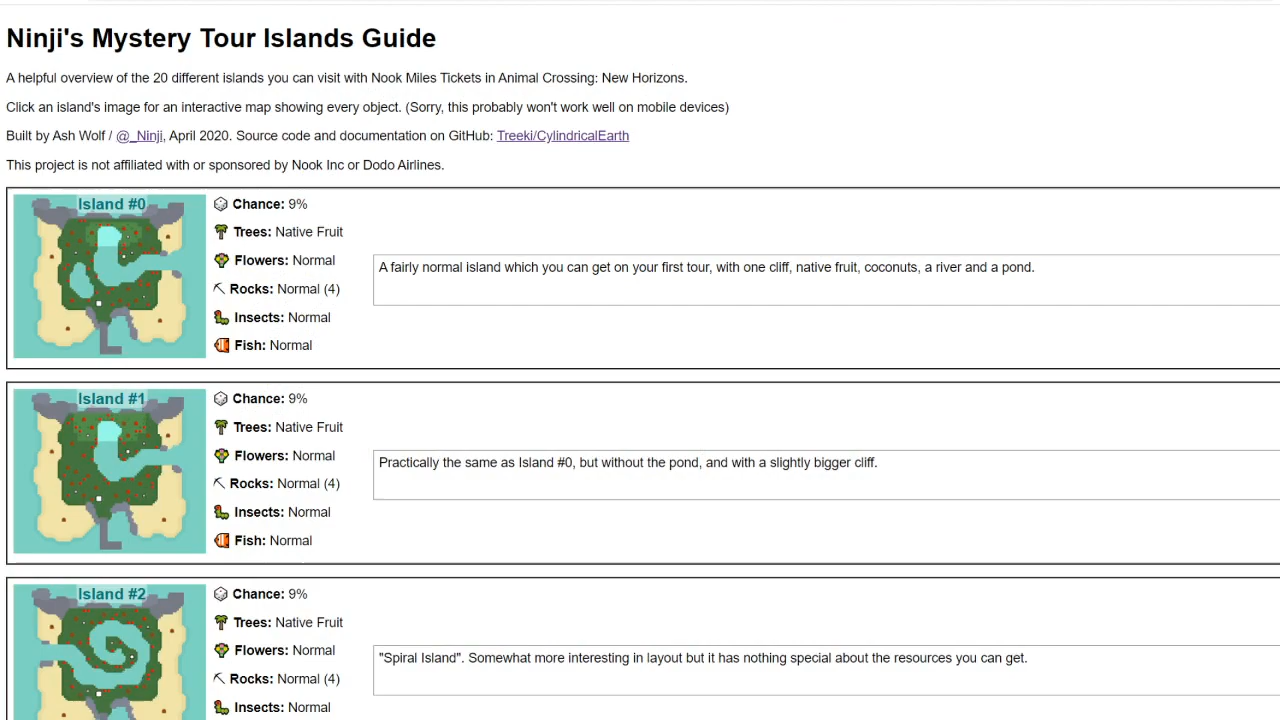 Ninji's Mystery Tour Islands Guide
A helpful overview of the 20 different islands you can visit with Nook Miles Tickets in Animal Crossing: New Horizons.
Click an island's image for an interactive map showing every object. (Sorry, this probably won't work well on mobile devices)
Built by Ash Wolf / @_Ninji, April 2020. Source code and documentation on GitHub: Treeki/CylindricalEarth
This project is not affiliated with or sponsored by Nook Inc or Dodo Airlines.
Island #0
Chance: 9%
Trees: Native Fruit
Flowers: Normal
Rocks: Normal (4)
Insects: Normal
Fish: Normal
A fairly normal island which you can get on your first tour, with one cliff, native fruit, coconuts, a river and a pond.
Island #1
Chance: 9%
Trees: Native Fruit
Flowers: Normal
Rocks: Normal (4)
Insects: Normal
Fish: Normal
Practically the same as Island #0, but without the pond, and with a slightly bigger cliff.
Island #2
Chance: 9%
Trees: Native Fruit
Flowers: Normal
Rocks: Normal (4)
Insects: Normal
"Spiral Island". Somewhat more interesting in layout but it has nothing special about the resources you can get.